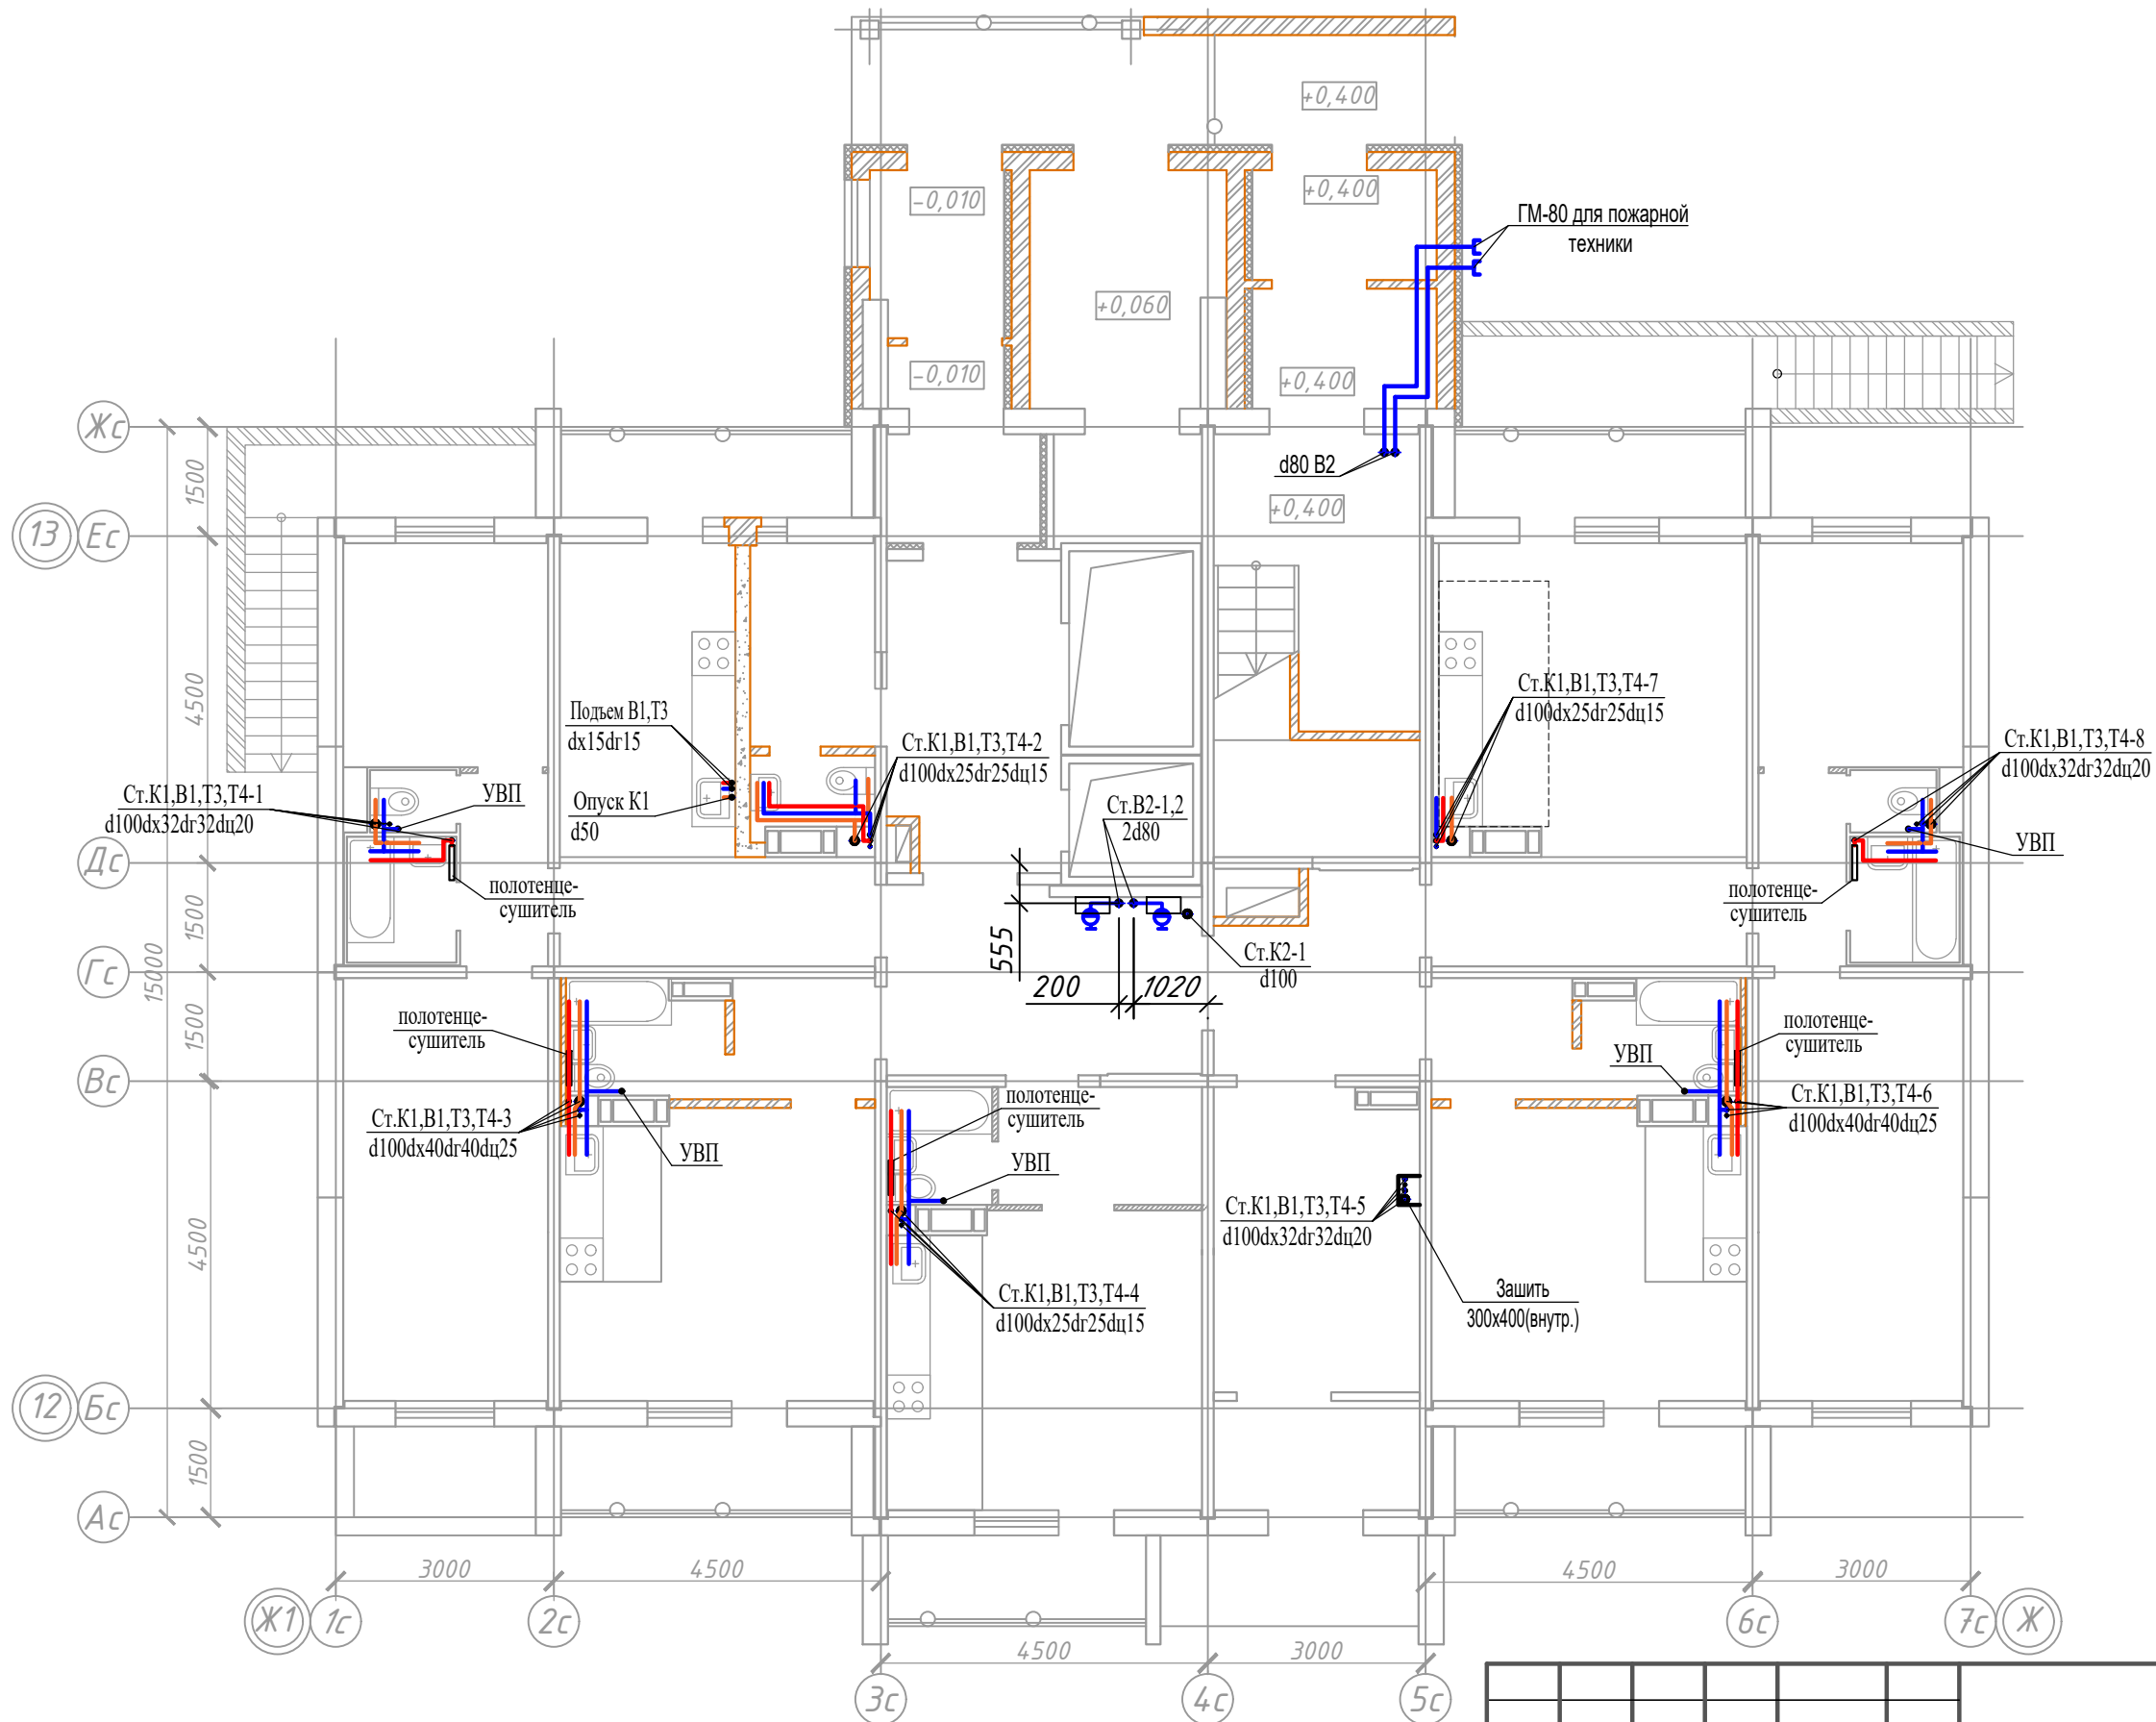 +0,400
-0,010
+0,400
ГМ-80 для пожарной
техники
+0,060
-0,010
+0,400
Жс
1500
d80 В2
+0,400
13
Ес
4500
Подъем В1,Т3
dх15dг15
Ст.К1,В1,Т3,Т4-2
d100dх25dг25dц15
Ст.К1,В1,Т3,Т4-7
d100dх25dг25dц15
Ст.К1,В1,Т3,Т4-8
d100dх32dг32dц20
Ст.К1,В1,Т3,Т4-1
d100dх32dг32dц20
УВП
Опуск К1
d50
Ст.В2-1,2
2d80
УВП
Дс
полотенце-
сушитель
полотенце-
сушитель
1500
15000
555
Ст.К2-1
d100
Гс
200
1020
1500
полотенце-
сушитель
полотенце-
сушитель
УВП
Вс
полотенце-
сушитель
Ст.К1,В1,Т3,Т4-3
d100dх40dг40dц25
УВП
Ст.К1,В1,Т3,Т4-6
d100dх40dг40dц25
УВП
Ст.К1,В1,Т3,Т4-5
d100dх32dг32dц20
4500
Ст.К1,В1,Т3,Т4-4
d100dх25dг25dц15
Зашить
300х400(внутр.)
12
Бс
1500
Ас
3000
4500
4500
3000
Ж1
1с
2с
6с
7с
Ж
4500
3000
3с
4с
5с